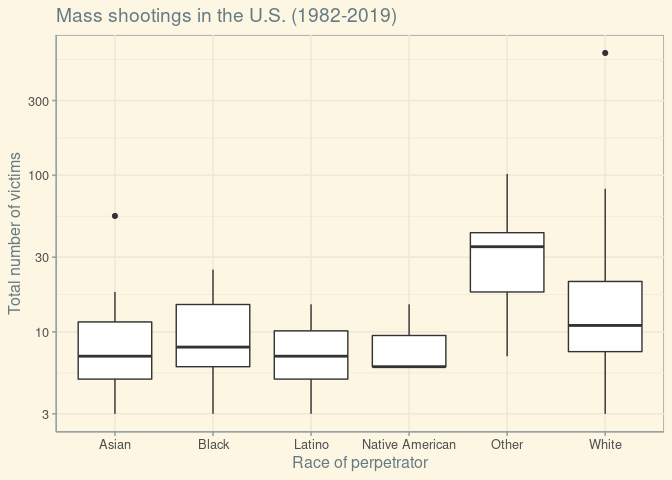 Mass shootings in the U.S. (1982-2019)
Total number of victims
300
100
30
10
3
Asian Black Latino Native American Other White
Race of perpetrator